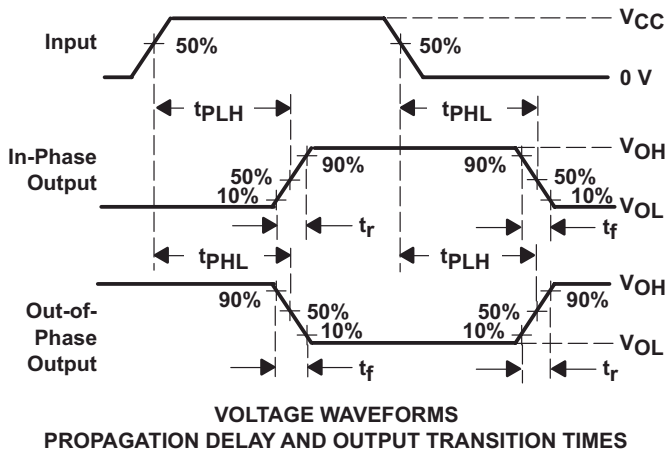 Input
50%
50%
VCC
0 V
tPLH
tPHL
In-Phase
Output
50%
10%
90%
90%
50%
10%
VOH
VOL
tr
tf
tPHL
tPLH
Out-of-
Phase
Output
90%
50%
10%
50%
10%
90%
VOH
VOL
tf
tr
VOLTAGE WAVEFORMS
PROPAGATION DELAY AND OUTPUT TRANSITION TIMES